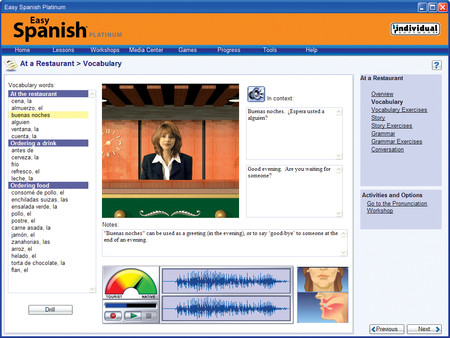 Easy Spanish Platinum
Easy
Spanish PLATINUM
individual
Home Lessons Workshops Media Center Games Progress Tools Help
At a Restaurant > Vocabulary
?
Vocabulary words:
At the restaurant
cena, la
almuerzo, el
buenas noches
alguien
ventana, la
cuenta, la
Ordering a drink
antes de
cerveza, la
frío
refresco, el
leche, la
Ordering food
consomé de pollo, el
enchiladas suizas, las
ensalada verde, la
pollo, el
postre, el
carne asada, la
jamón, el
zanahorias, las
arroz, el
helado, el
torta de chocolate, la
flan, el
Drill
In context:
Buenas noches. ¿Espera usted a
alguien?
Good evening. Are you waiting for
someone?
Notes:
"Buenas noches" can be used as a greeting (in the evening), or to say "good-bye" to someone at the
end of an evening.
TOURIST NATIVE
At a Restaurant
Overview
Vocabulary
Vocabulary Exercises
Story
Story Exercises
Grammar
Grammar Exercises
Conversation
Activities and Options
Go to the Pronunciation
Workshop
Previous Next